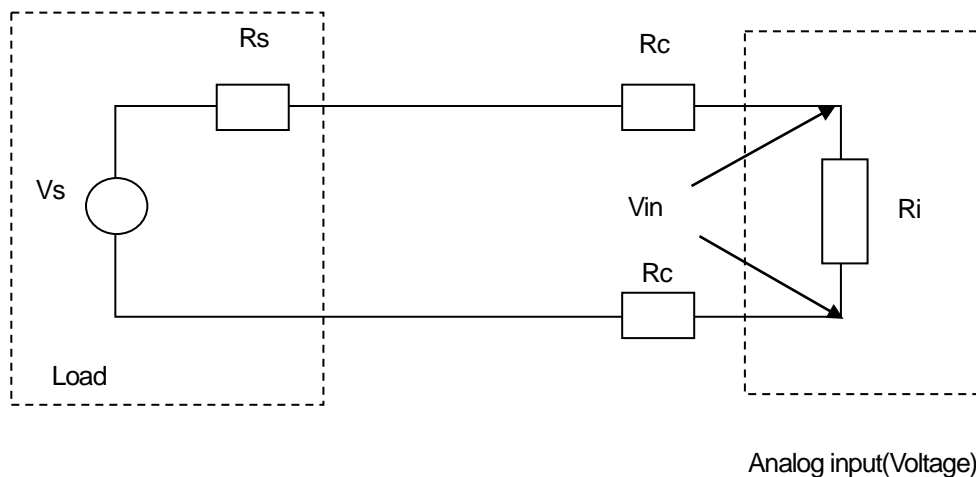 Rs
Rc
Vs
Vin
Ri
Rc
Load
Analog input(Voltage)